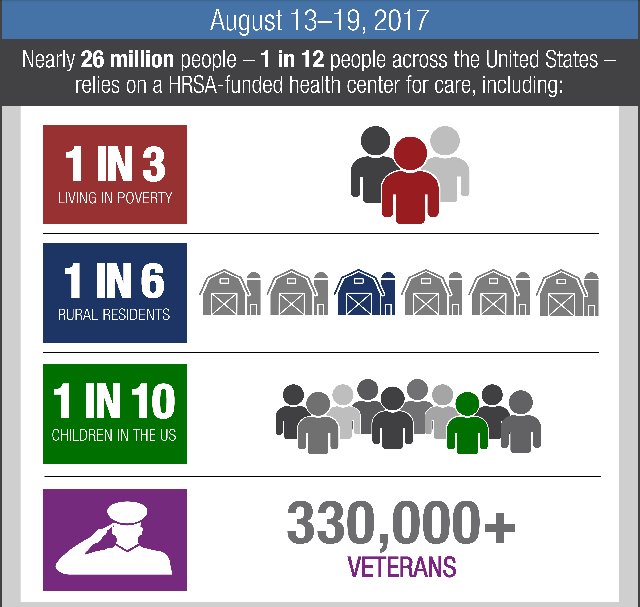 August 13–19, 2017
Nearly 26 million people – 1 in 12 people across the United States –
relies on a HRSA-funded health center for care, including:
1 IN 3
LIVING IN POVERTY
1 IN 6
RURAL RESIDENTS
1 IN 10
CHILDREN IN THE US
330,000+
VETERANS